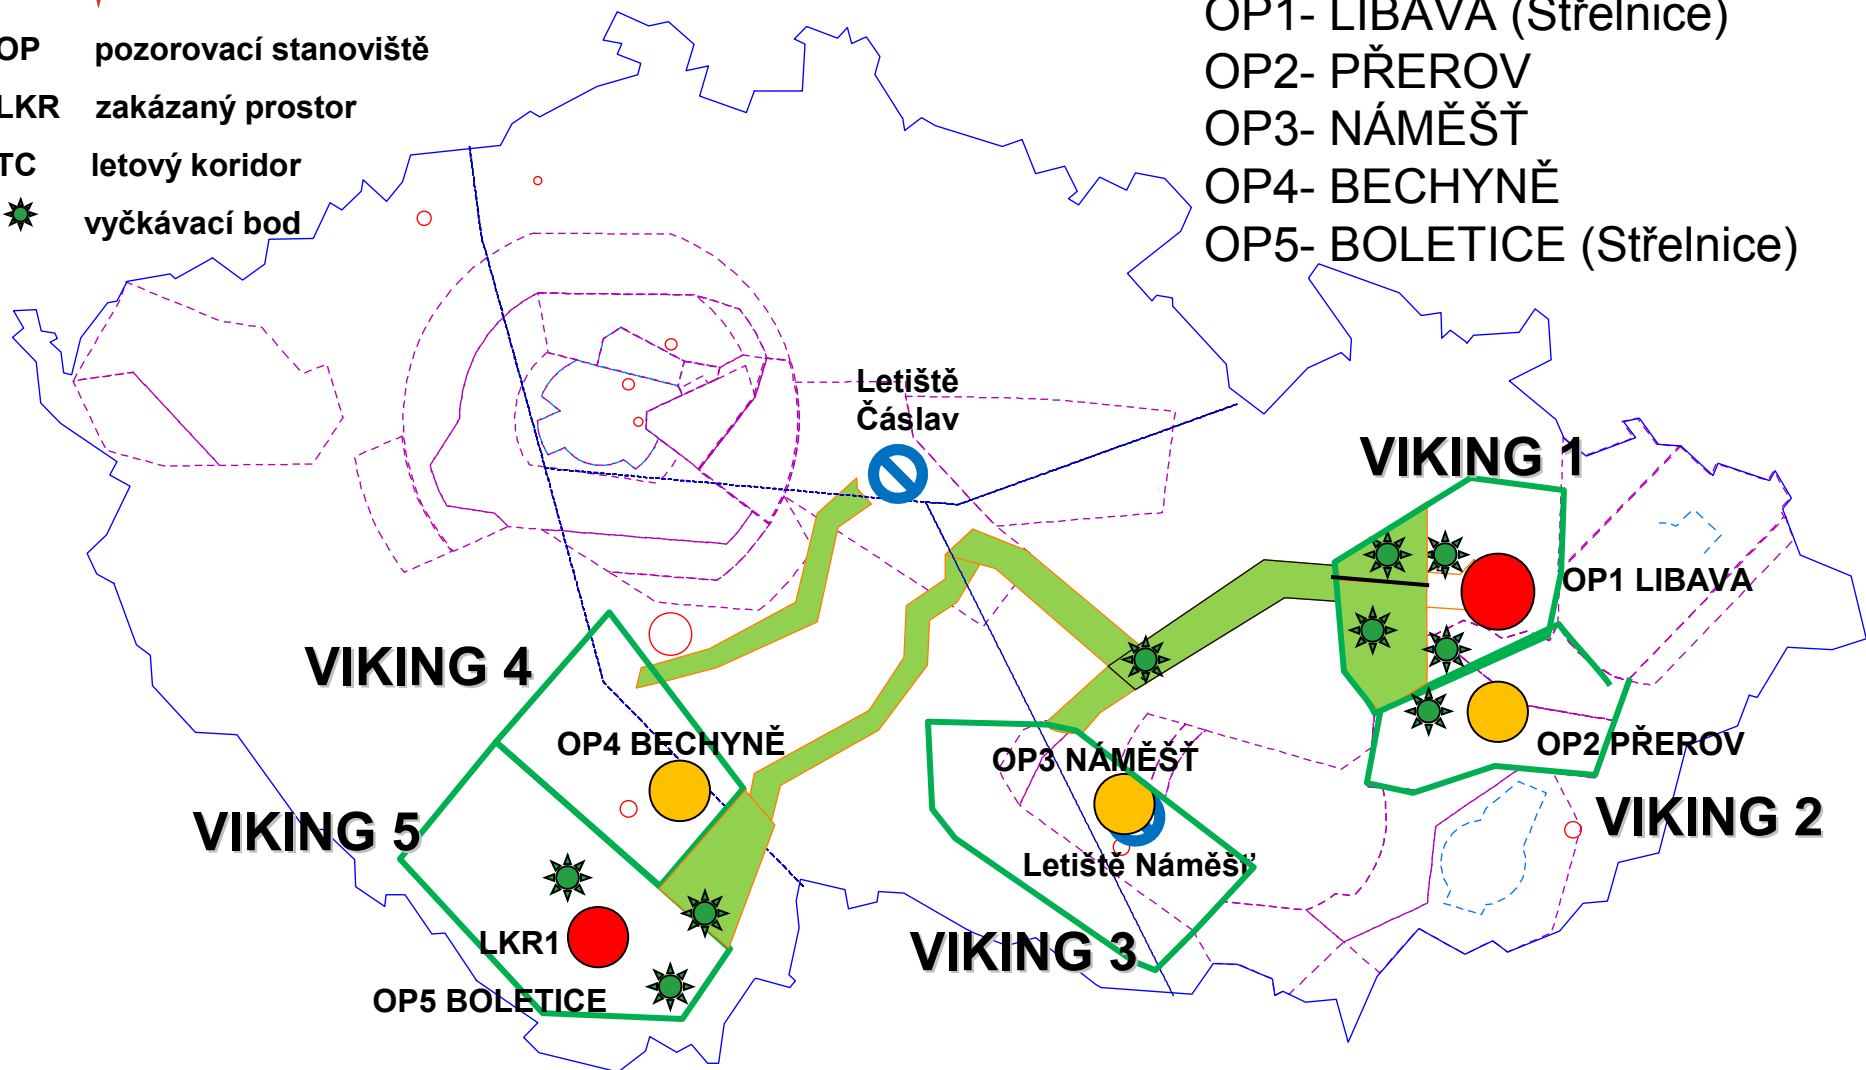 OP pozorovací stanoviště
LKR zakázaný prostor
TC letový koridor
vyčkávací bod
OP1- LIBAVA (Střelnice)
OP2- PŘEROV
OP3- NÁMĚŠŤ
OP4- BECHYNĚ
OP5- BOLETICE (Střelnice)
Letiště
Čáslav
VIKING 1
OP1 LIBAVA
VIKING 4
OP4 BECHYNĚ
OP3 NÁMĚŠŤ
OP2 PŘEROV
VIKING 5
VIKING 2
Letiště Náměšť
LKR1
VIKING 3
OP5 BOLETICE